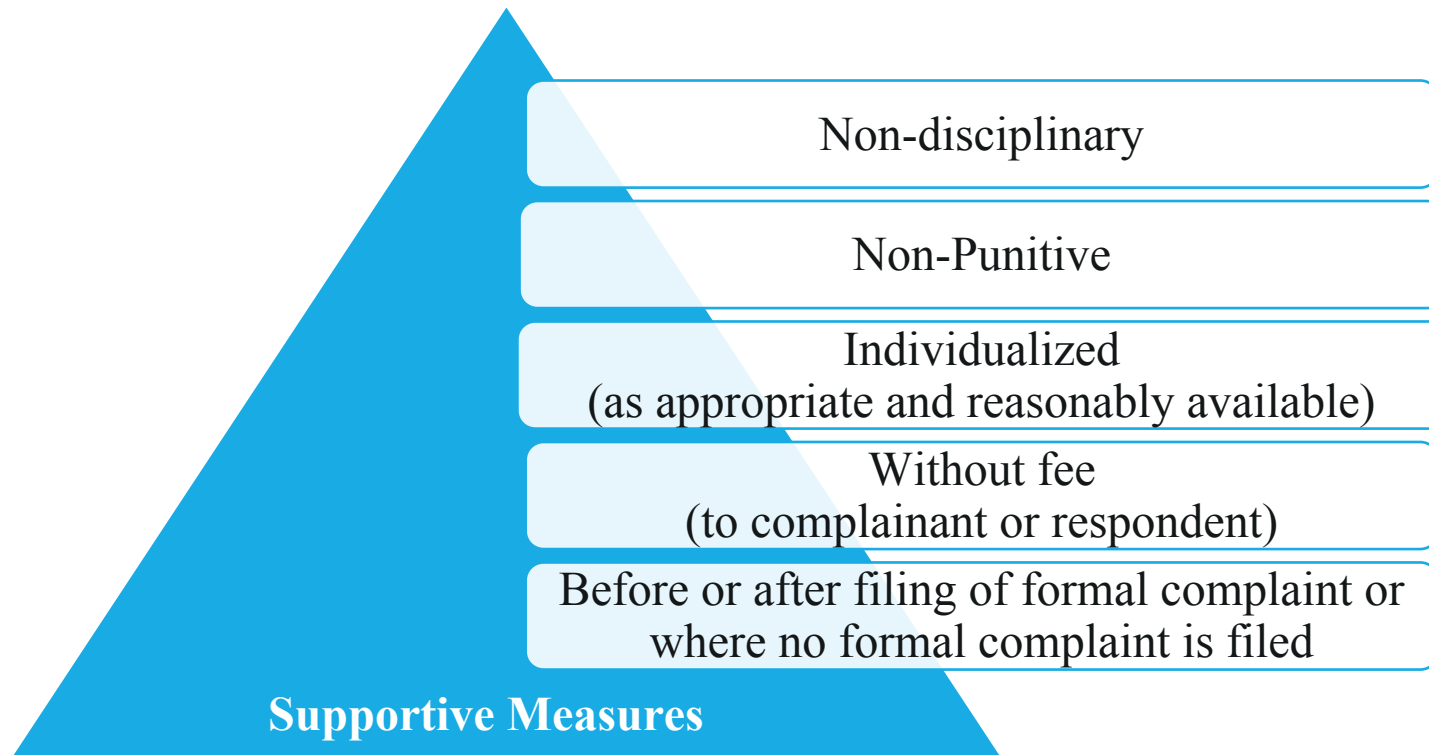 Non-disciplinary
Non-Punitive
Individualized
(as appropriate and reasonably available)
Without fee
(to complainant or respondent)
Before or after filing of formal complaint or
where no formal complaint is filed
Supportive Measures